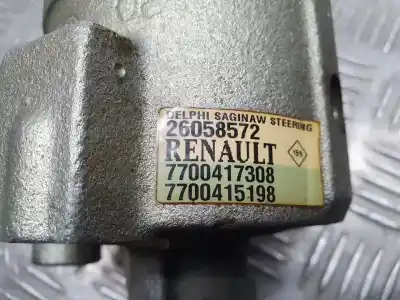 DELPHI SAGINAW STEERING
26058572
RENAULT
7700417308
7700415198